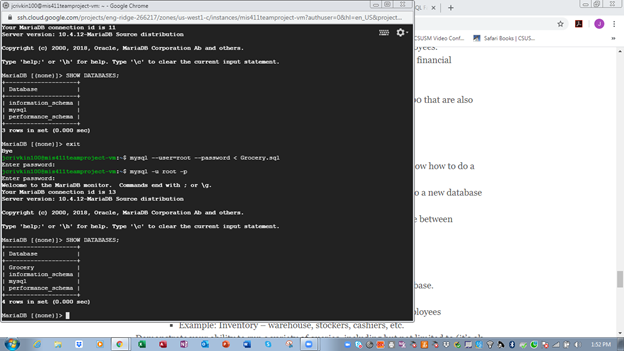 jcrivkin100@mis411teamproject-vm: ~ - Google Chrome
ssh.cloud.google.com/projects/eng-ridge-266217/zones/us-west1-c/instances/mis411teamproject-vm?authuser=0&hl=en_US&project...
Your MariaDB connection id is 11
Server version: 10.4.12-MariaDB Source distribution
Copyright (c) 2000, 2018, Oracle, MariaDB Corporation Ab and others.
Type 'help;' or '\h' for help. Type '\c' to clear the current input statement.
MariaDB [(none)]> SHOW DATABASES;
+--------------------+
| Database |
+--------------------+
| information_schema |
| mysql |
| performance_schema |
+--------------------+
3 rows in set (0.000 sec)
MariaDB [(none)]> exit
Bye
jcrivkin100@mis411teamproject-vm:~$ mysql --user=root --password < Grocery.sql
Enter password:
jcrivkin100@mis411teamproject-vm:~$ mysql -u root -p
Enter password:
Welcome to the MariaDB monitor. Commands end with ; or \g.
Your MariaDB connection id is 13
Server version: 10.4.12-MariaDB Source distribution
Copyright (c) 2000, 2018, Oracle, MariaDB Corporation Ab and others.
Type 'help;' or '\h' for help. Type '\c' to clear the current input statement.
MariaDB [(none)]> SHOW DATABASES;
+--------------------+
| Database |
+--------------------+
| Grocery |
| information_schema |
| mysql |
| performance_schema |
+--------------------+
4 rows in set (0.000 sec)
MariaDB [(none)]>
CSUSM Video Conf...
Safari Books | CSUS...
financial
oo that are also
ow how to do a
o a new database
e between
base.
ployees
Example: Inventory – warehouse, stockers, cashiers, etc.
1:52 PM